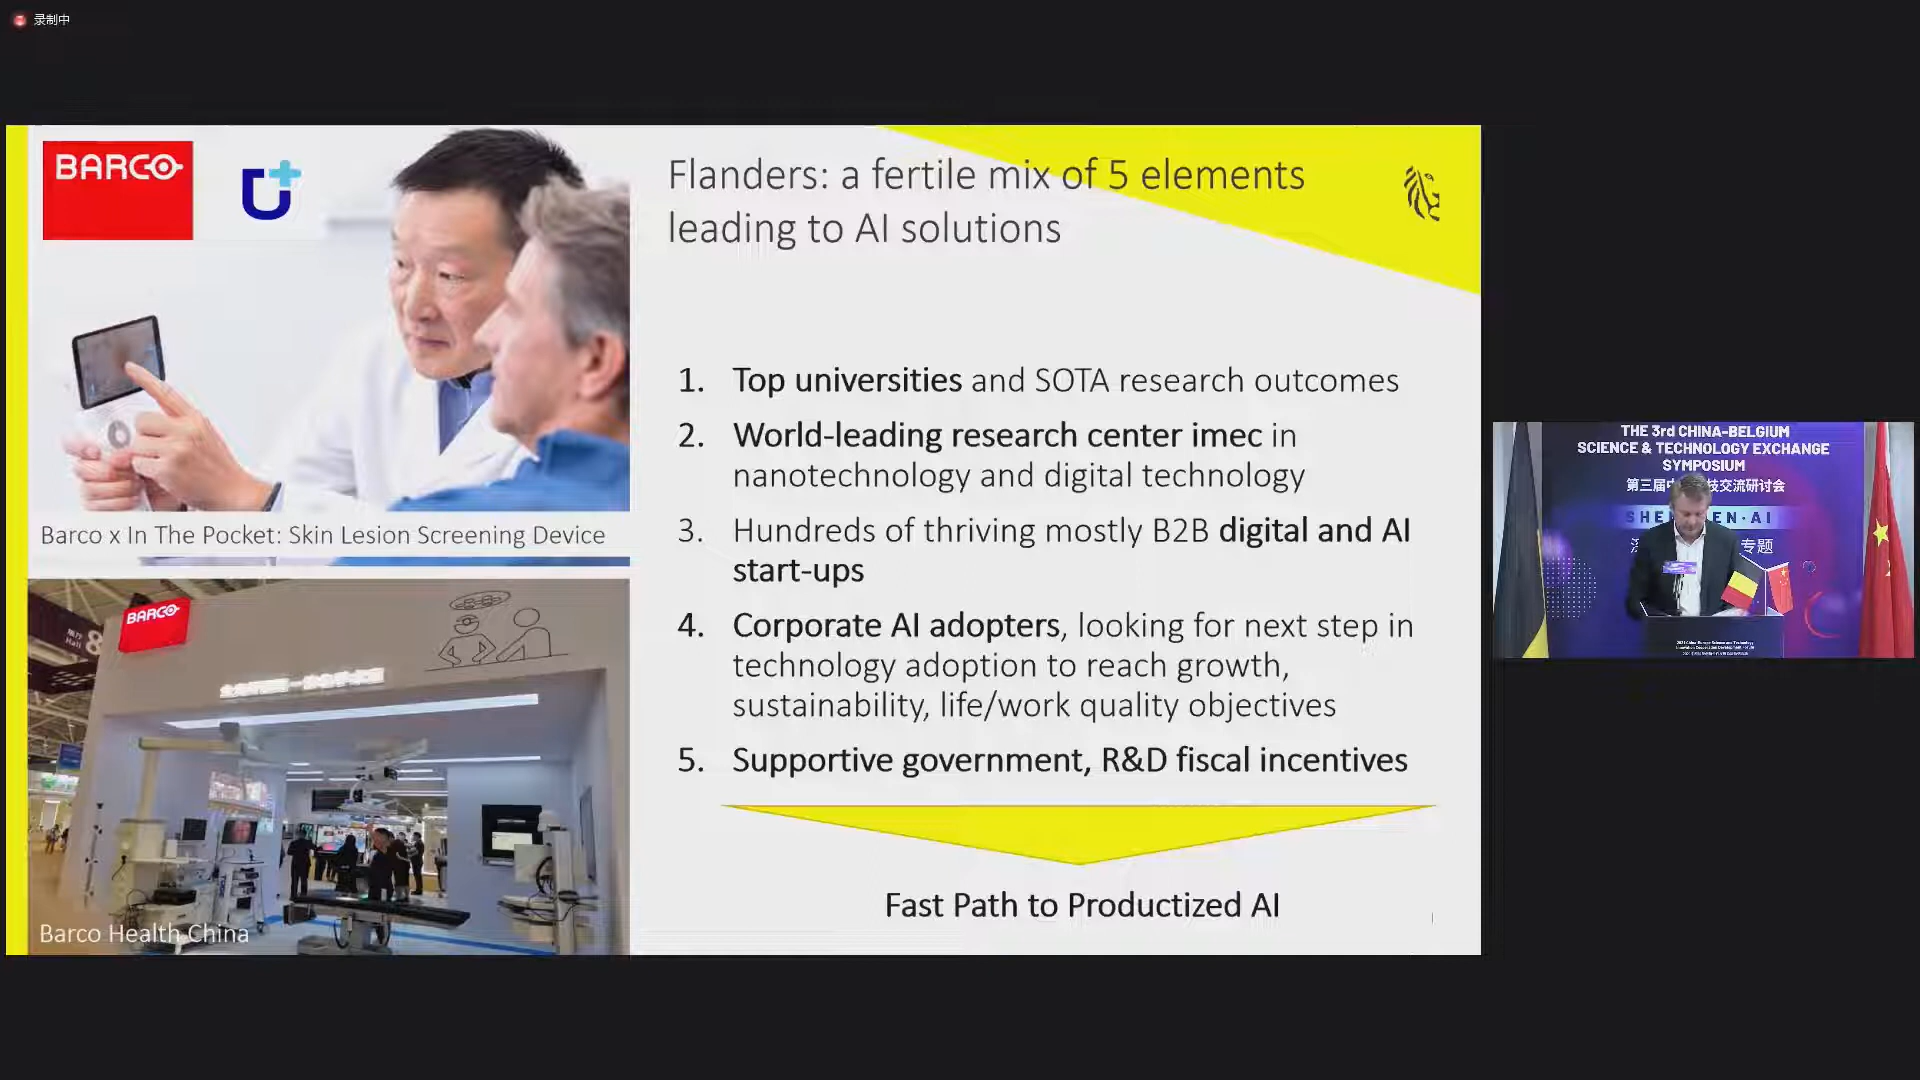 录制中
BARCO
Flanders: a fertile mix of 5 elements
leading to AI solutions
1. Top universities and SOTA research outcomes
2. World-leading research center imec in
nanotechnology and digital technology
3. Hundreds of thriving mostly B2B digital and AI
start-ups
4. Corporate AI adopters, looking for next step in
technology adoption to reach growth,
sustainability, life/work quality objectives
5. Supportive government, R&D fiscal incentives
Fast Path to Productized AI
Barco x In The Pocket: Skin Lesion Screening Device
BARCO
Hall 8
Barco Health China
THE 3rd CHINA-BELGIUM
SCIENCE & TECHNOLOGY EXCHANGE
SYMPOSIUM
第三届中 技交流研讨会
SHE EN·AI
专题